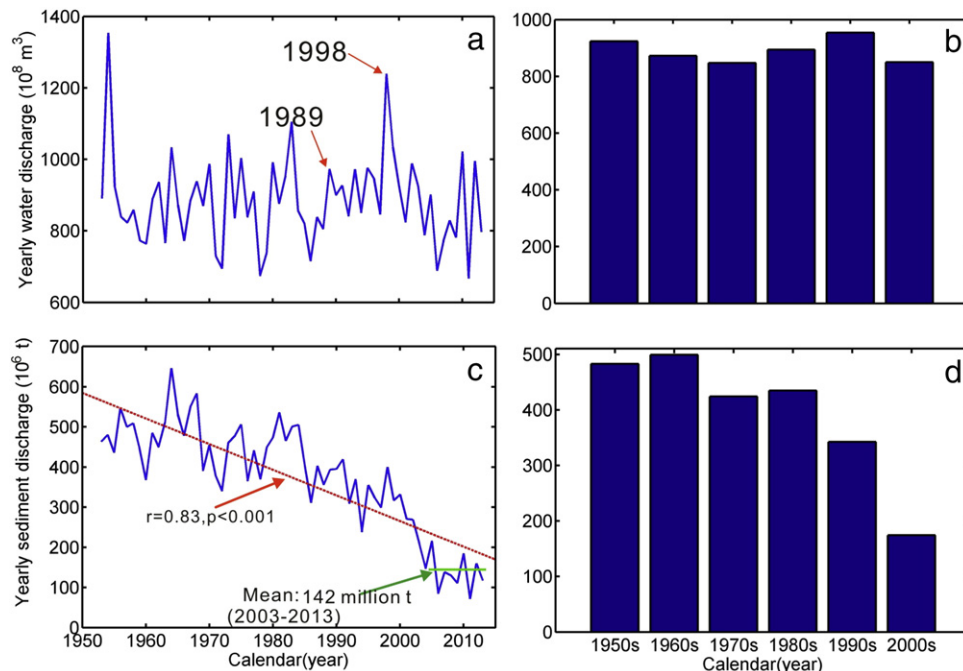 a
Yearly water discharge (10⁸ m³)
1400
1200
1000
800
600
1998
1989
b
1000
800
600
400
200
0
c
Yearly sediment discharge (10⁶ t)
700
600
500
400
300
200
100
0
r=0.83,p<0.001
Mean: 142 million t
(2003-2013)
1950 1960 1970 1980 1990 2000 2010
Calendar(year)
d
500
400
300
200
100
0
1950s 1960s 1970s 1980s 1990s 2000s
Calendar(year)